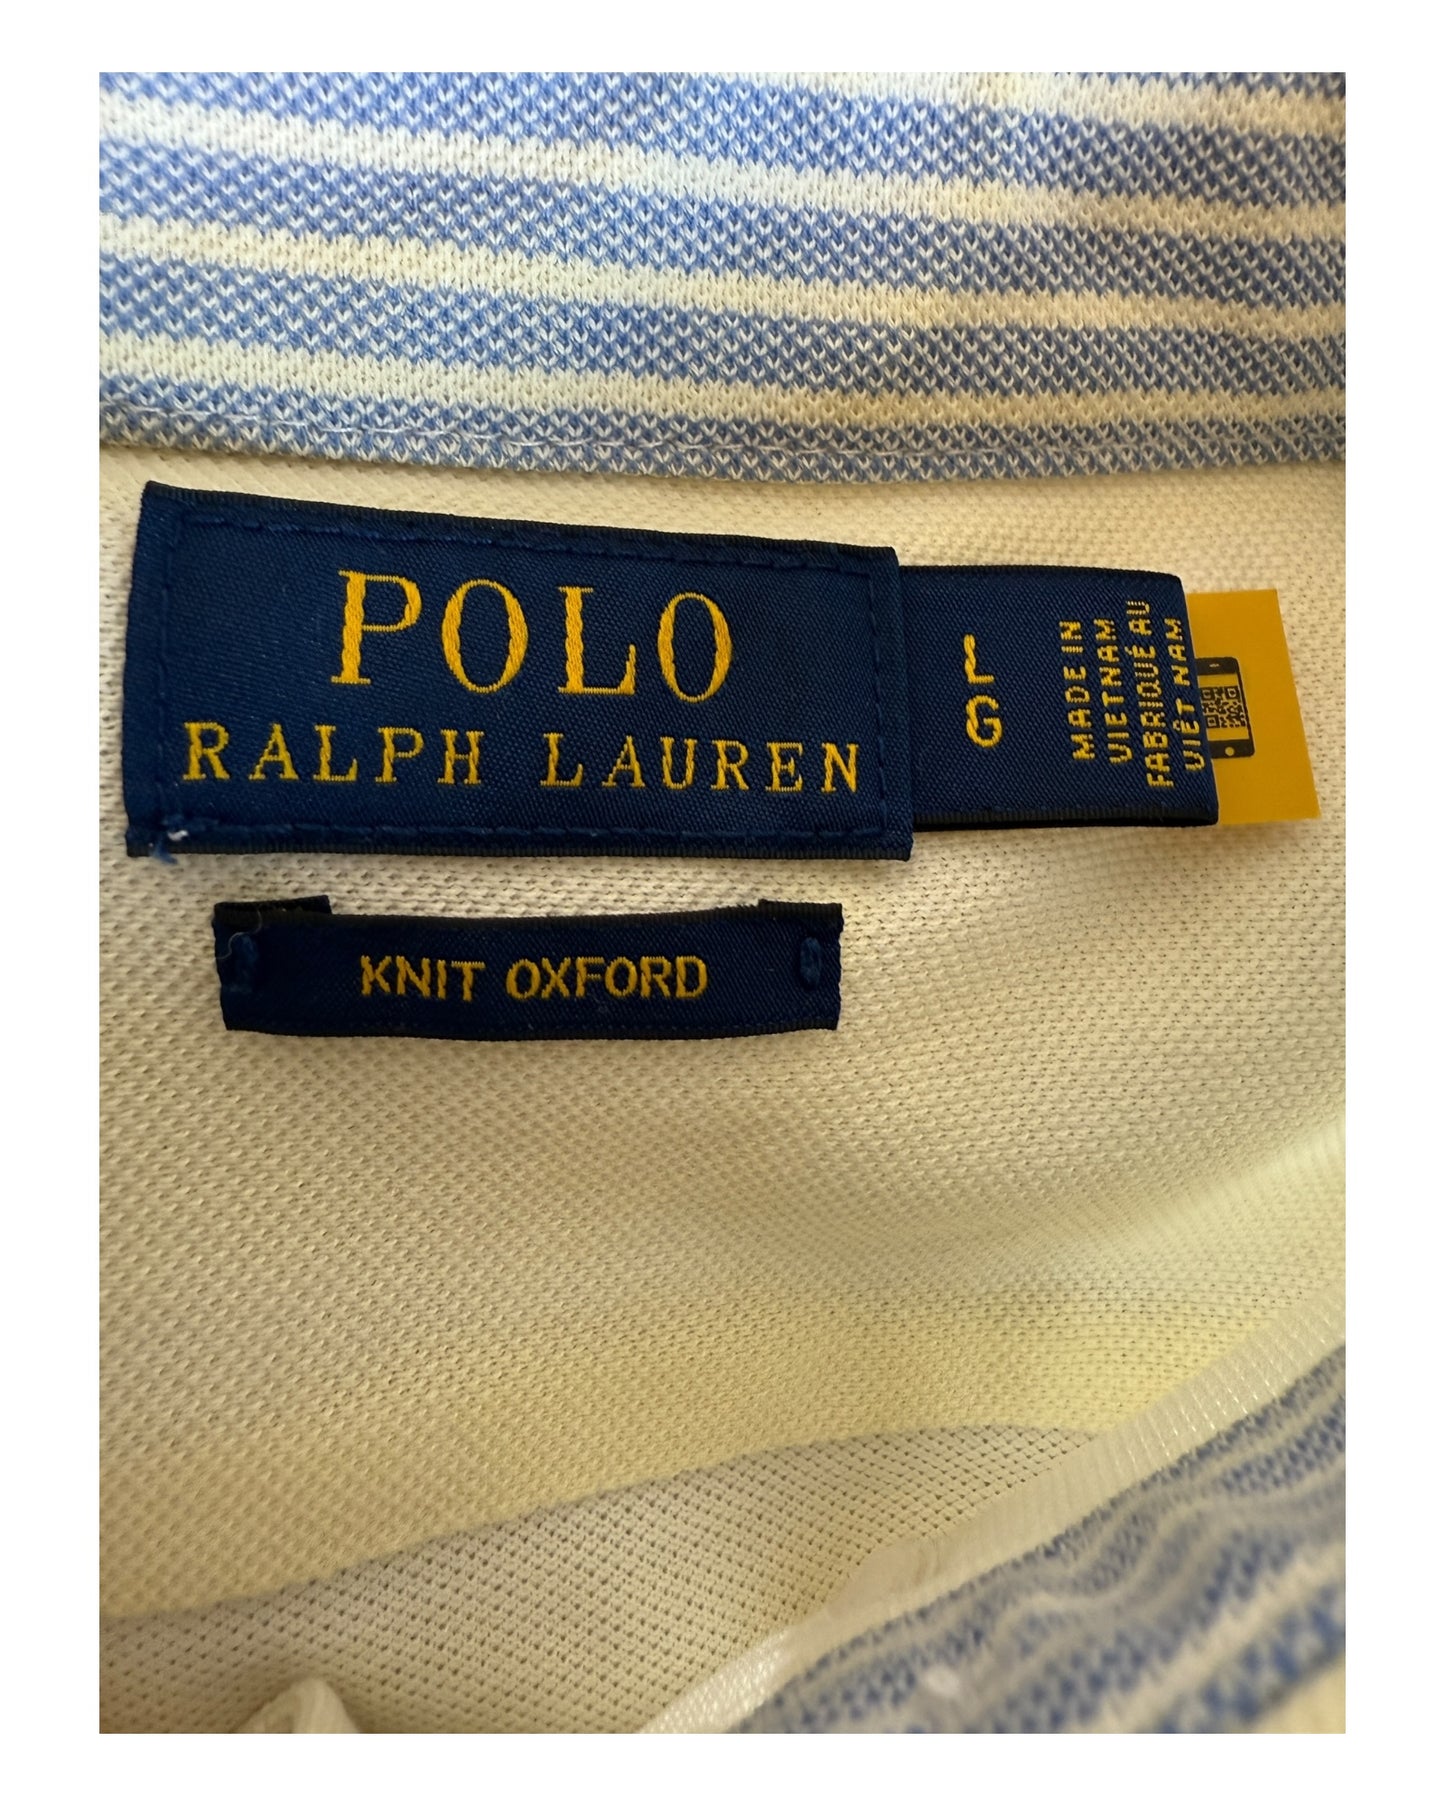 POLO
RALPH LAUREN
L
G
MADE IN
VIETNAM
FABRIQUÉ AU
VIÊT NAM
KNIT OXFORD